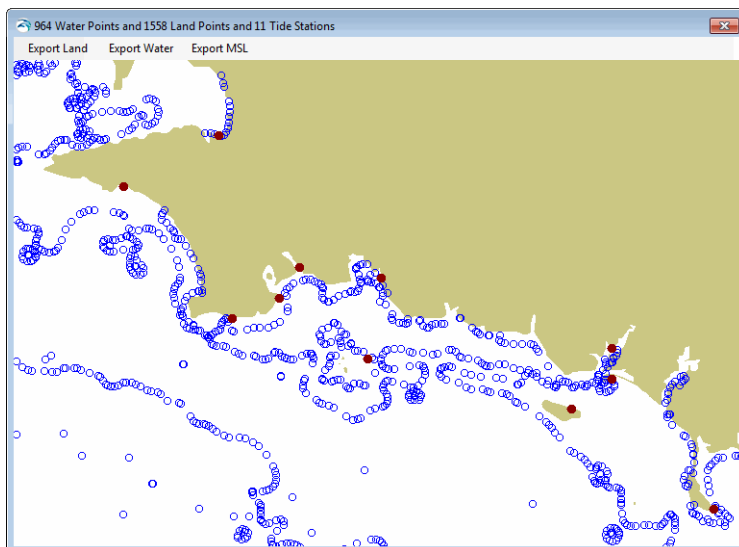 964 Water Points and 1558 Land Points and 11 Tide Stations
Export Land Export Water Export MSL